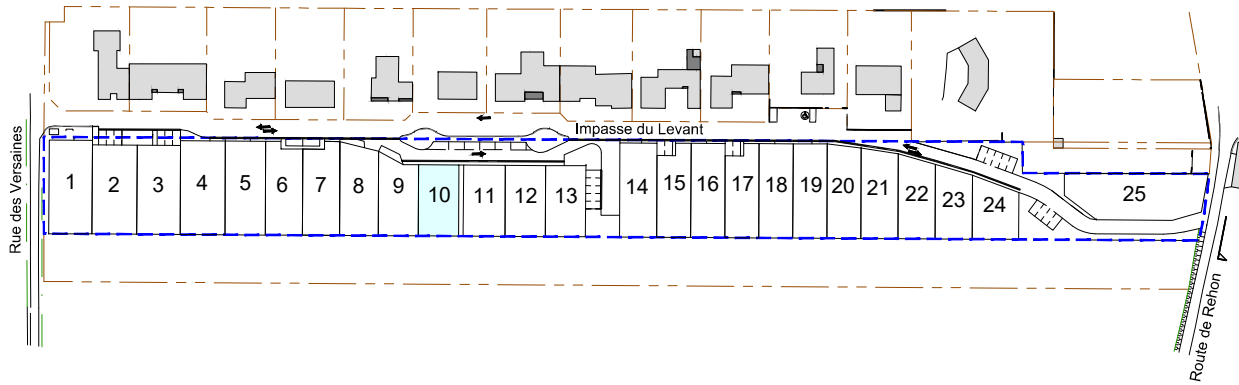 Impasse du Levant
Rue des Versaines
1 2 3 4 5 6 7 8 9 10 11 12 13 14 15 16 17 18 19 20 21 22 23 24 25
Route de Rehon